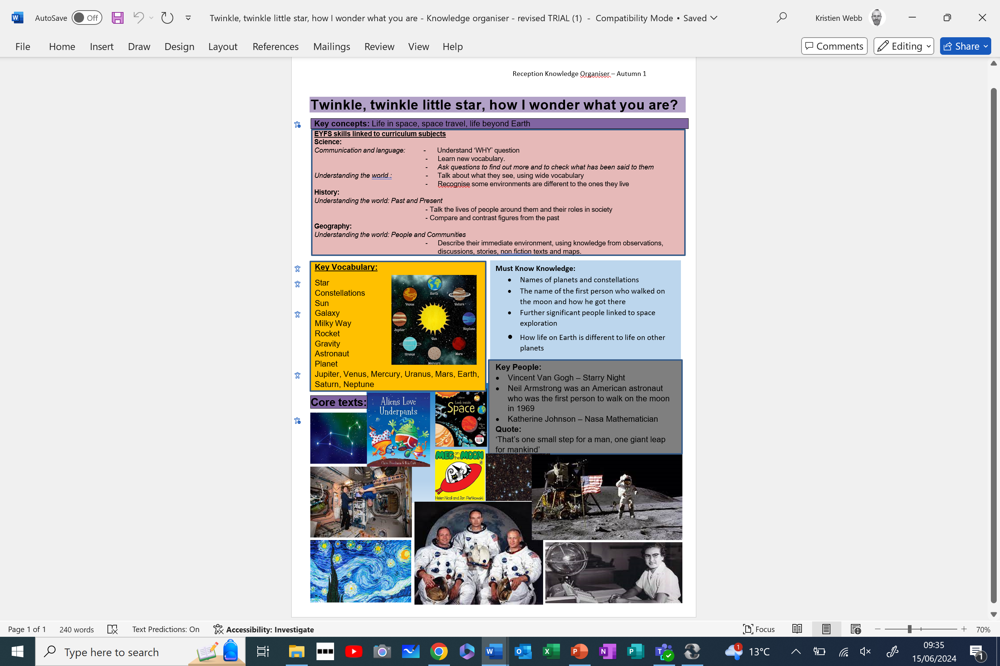 AutoSave Off Twinkle, twinkle little star, how I wonder what you are - Knowledge organiser - revised TRIAL (1) - Compatibility Mode • Saved Kristien Webb
File Home Insert Draw Design Layout References Mailings Review View Help Comments Editing Share
Reception Knowledge Organiser – Autumn 1
Twinkle, twinkle little star, how I wonder what you are?
Key concepts: Life in space, space travel, life beyond Earth
EYFS skills linked to curriculum subjects
Science:
Communication and language: - Understand ‘WHY’ question
- Learn new vocabulary.
- Ask questions to find out more and to check what has been said to them
Understanding the world : - Talk about what they see, using wide vocabulary
- Recognise some environments are different to the ones they live
History:
Understanding the world: Past and Present
- Talk the lives of people around them and their roles in society
- Compare and contrast figures from the past
Geography:
Understanding the world: People and Communities
- Describe their immediate environment, using knowledge from observations,
discussions, stories, non fiction texts and maps.
Key Vocabulary:
Star
Constellations
Sun
Galaxy
Milky Way
Rocket
Gravity
Astronaut
Planet
Jupiter, Venus, Mercury, Uranus, Mars, Earth,
Saturn, Neptune
Earth
Venus
Saturn
Jupiter
Neptune
Sun
Uranus
Mars
Mercury
Must Know Knowledge:
• Names of planets and constellations
• The name of the first person who walked on
the moon and how he got there
• Further significant people linked to space
exploration
• How life on Earth is different to life on other
planets
Key People:
• Vincent Van Gogh – Starry Night
• Neil Armstrong was an American astronaut
who was the first person to walk on the moon
in 1969
• Katherine Johnson – Nasa Mathematician
Quote:
‘That’s one small step for a man, one giant leap
for mankind’
Core texts:
Aliens Love
Underpants
Claire Freedman & Ben Cort
Usborne
Look inside
Space
MEG on the MOON
Helen Nicoll and Jan Pieńkowski
Page 1 of 1 240 words Text Predictions: On Accessibility: Investigate Focus 70%
Type here to search
1 13°C
09:35
15/06/2024
1